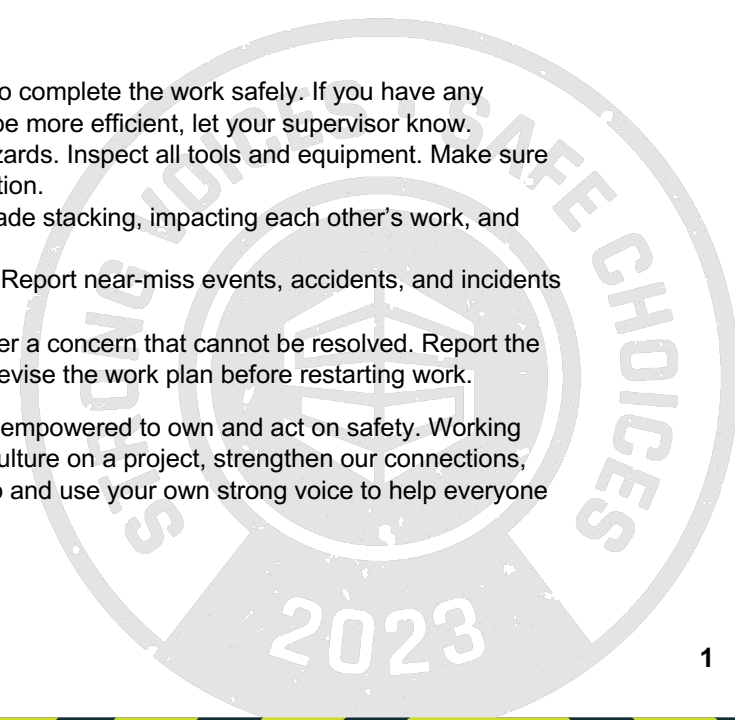 o complete the work safely. If you have any
be more efficient, let your supervisor know.
zards. Inspect all tools and equipment. Make sure
tion.
ade stacking, impacting each other’s work, and
Report near-miss events, accidents, and incidents
er a concern that cannot be resolved. Report the
evise the work plan before restarting work.
empowered to own and act on safety. Working
ulture on a project, strengthen our connections,
o and use your own strong voice to help everyone
STRONG VOICES • SAFE CHOICES
2023
1